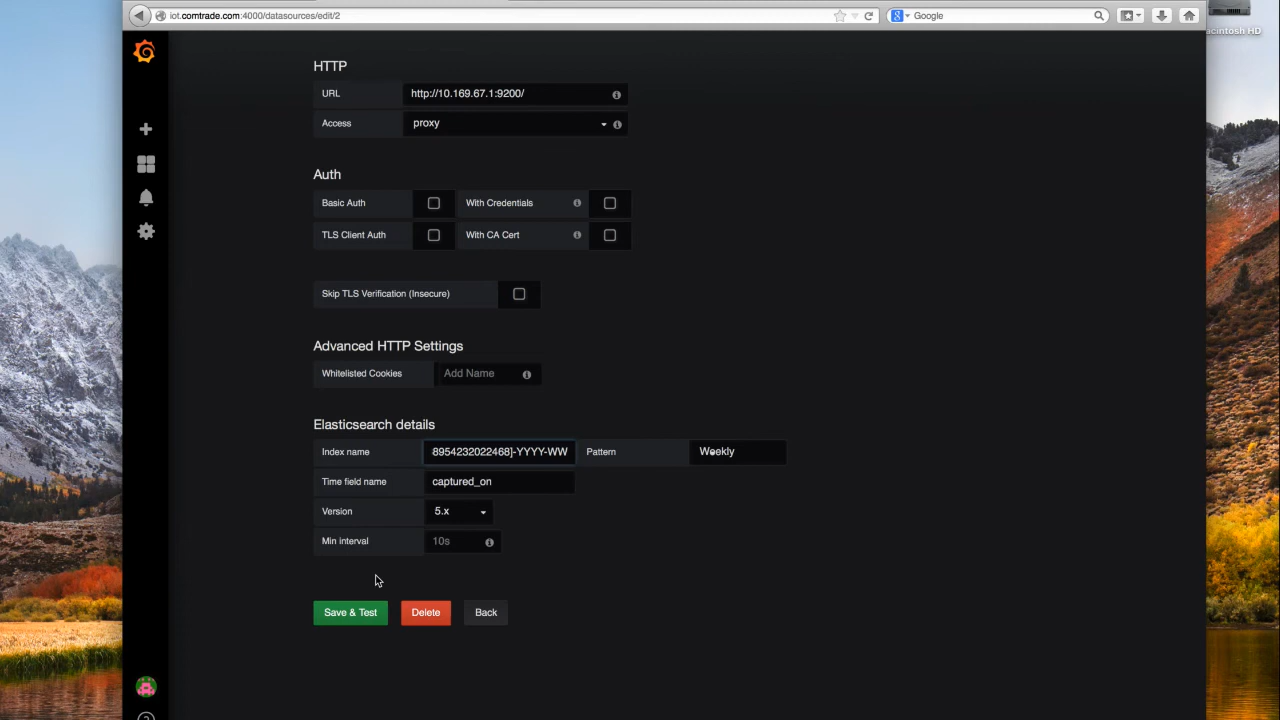 iot.comtrade.com:4000/datasources/edit/2
Google
acintosh HD
HTTP
URL http://10.169.67.1:9200/
Access proxy
Auth
Basic Auth With Credentials
TLS Client Auth With CA Cert
Skip TLS Verification (Insecure)
Advanced HTTP Settings
Whitelisted Cookies Add Name
Elasticsearch details
Index name 8954232022468]-YYYY-WW Pattern Weekly
Time field name captured_on
Version 5.x
Min interval 10s
Save & Test Delete Back